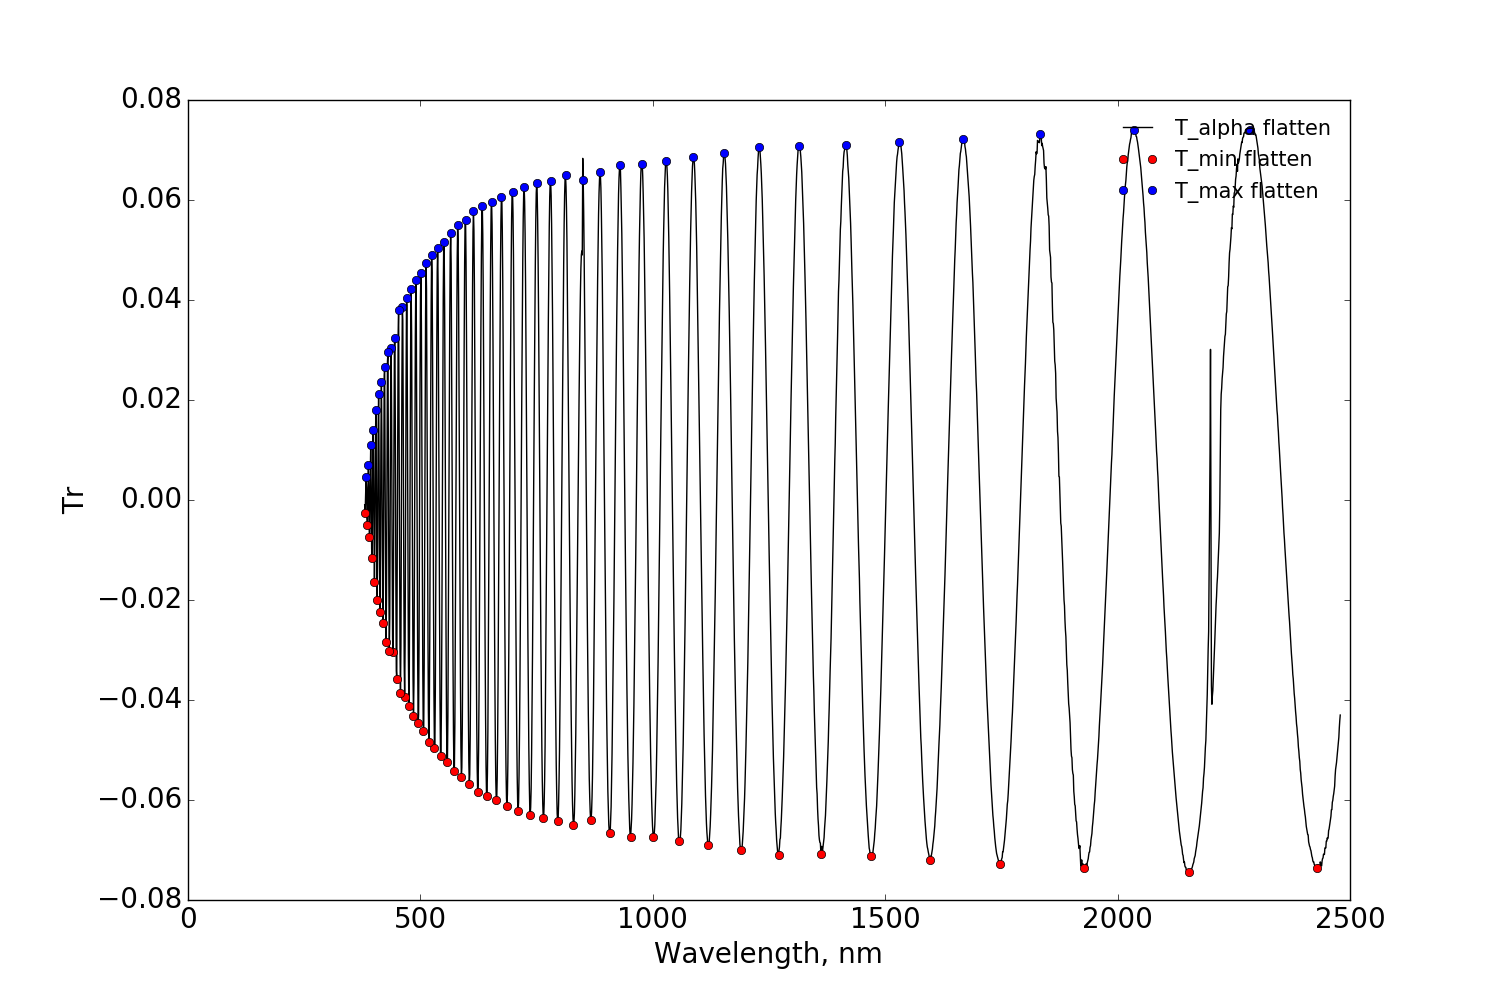 0.08
0.06
0.04
0.02
0.00
−0.02
−0.04
−0.06
−0.08
Tr
T_alpha flatten
T_min flatten
T_max flatten
0 500 1000 1500 2000 2500
Wavelength, nm